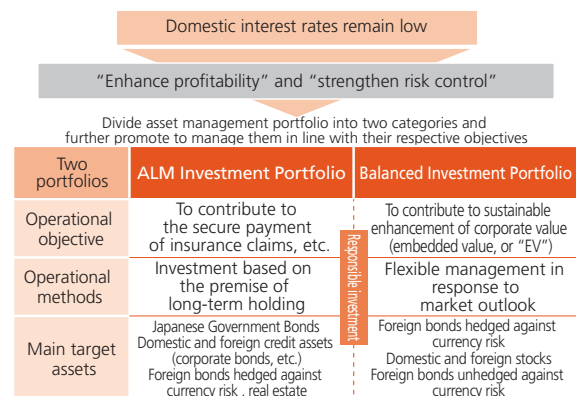 Domestic interest rates remain low
“Enhance profitability” and “strengthen risk control”
Divide asset management portfolio into two categories and
further promote to manage them in line with their respective objectives
Two
portfolios
ALM Investment Portfolio
Balanced Investment Portfolio
Operational
objective
To contribute to
the secure payment
of insurance claims, etc.
To contribute to sustainable
enhancement of corporate value
(embedded value, or “EV”)
Responsible investment
Operational
methods
Investment based on
the premise of
long-term holding
Flexible management in
response to
market outlook
Main target
assets
Japanese Government Bonds
Domestic and foreign credit assets
(corporate bonds, etc.)
Foreign bonds hedged against
currency risk , real estate
Foreign bonds hedged against
currency risk
Domestic and foreign stocks
Foreign bonds unhedged against
currency risk